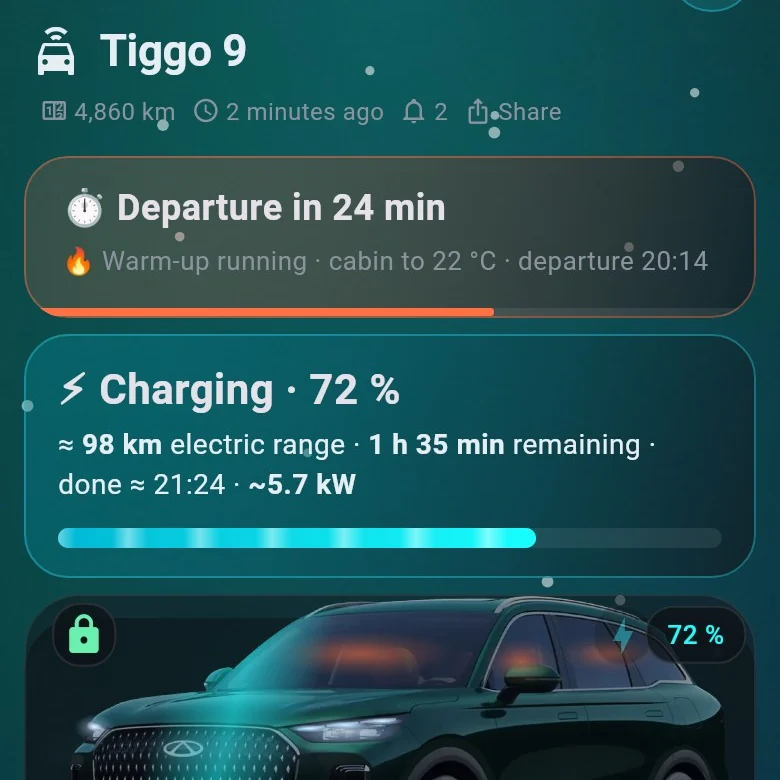 Tiggo 9
4,860 km 2 minutes ago 2 Share
Departure in 24 min
Warm-up running · cabin to 22 °C · departure 20:14
Charging · 72 %
≈ 98 km electric range · 1 h 35 min remaining ·
done ≈ 21:24 · ~5.7 kW
72 %